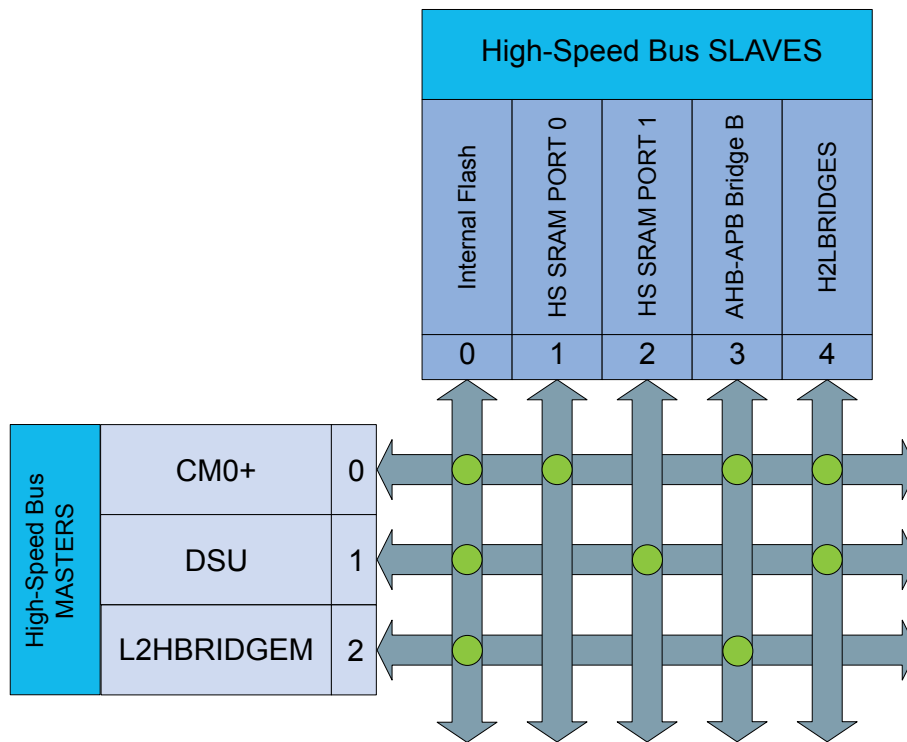 High-Speed Bus SLAVES
Internal Flash
HS SRAM PORT 0
HS SRAM PORT 1
AHB-APB Bridge B
H2LBRIDGES
0
1
2
3
4
High-Speed Bus
MASTERS
CM0+
0
DSU
1
L2HBRIDGEM
2